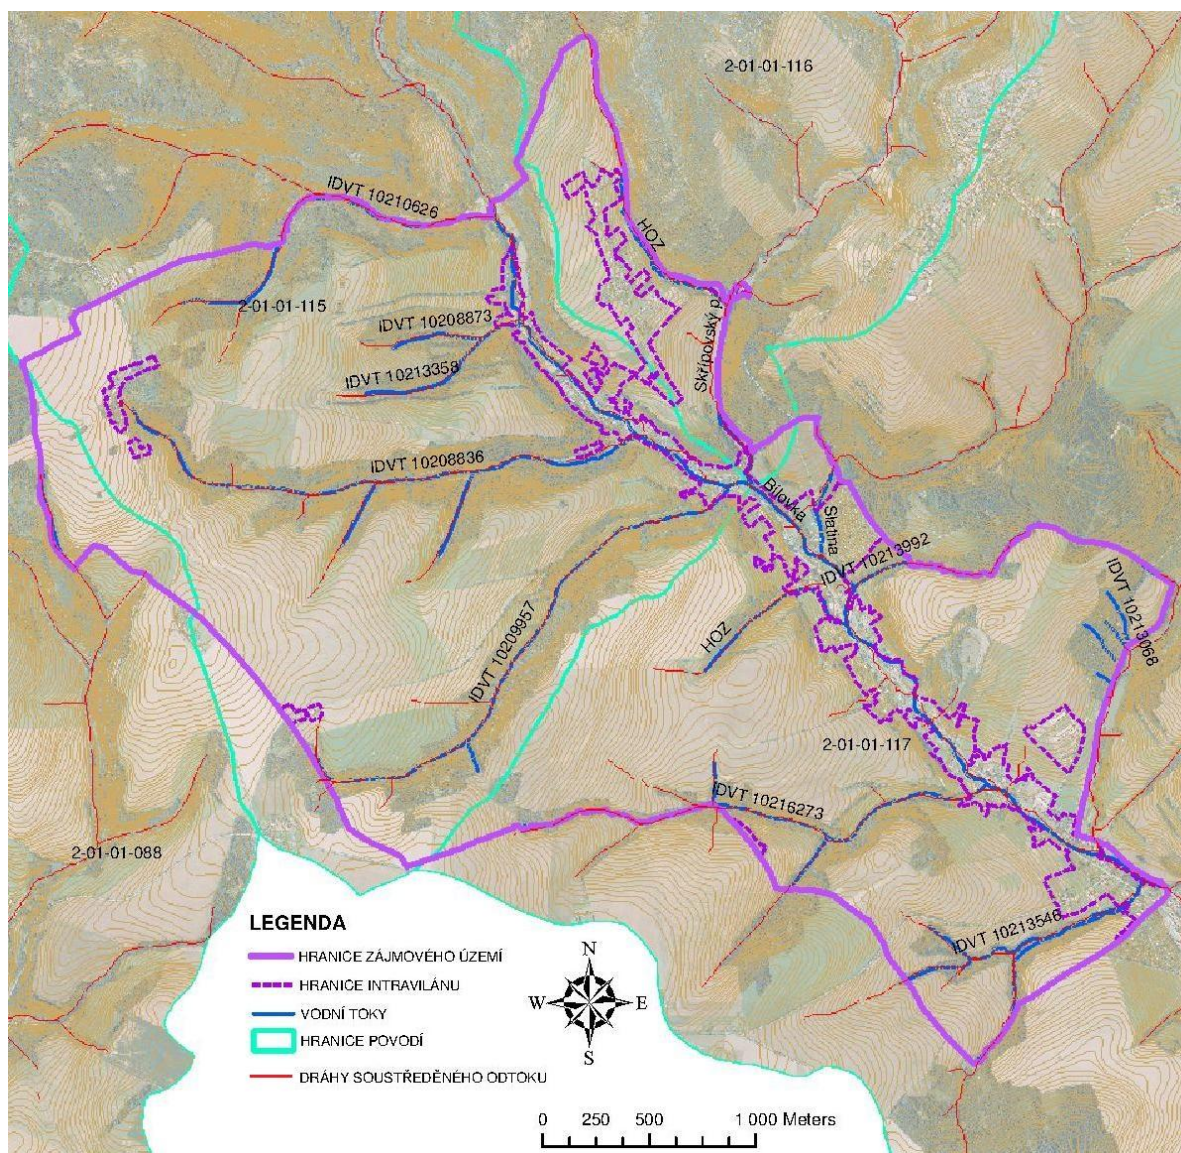 2-01-01-116
IDVT 10210626
HOZ
2-01-01-115
IDVT 10208873
Skřipovský p.
IDVT 10213358
IDVT 10208836
Bílovka
Slatina
IDVT 10213992
IDVT 10213068
IDVT 10209957
HOZ
2-01-01-117
IDVT 10216273
2-01-01-088
IDVT 10213546
LEGENDA
HRANICE ZÁJMOVÉHO ÚZEMÍ
HRANICE INTRAVILÁNU
VODNÍ TOKY
HRANICE POVODÍ
DRÁHY SOUSTŘEDĚNÉHO ODTOKU
N
W E
S
0 250 500 1 000 Meters